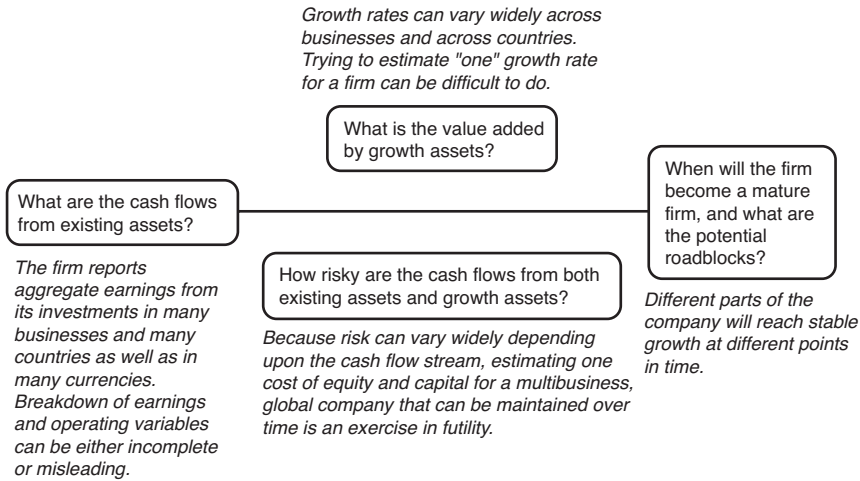 Growth rates can vary widely across
businesses and across countries.
Trying to estimate "one" growth rate
for a firm can be difficult to do.
What is the value added
by growth assets?
What are the cash flows
from existing assets?
When will the firm
become a mature
firm, and what are
the potential
roadblocks?
The firm reports
aggregate earnings from
its investments in many
businesses and many
countries as well as in
many currencies.
Breakdown of earnings
and operating variables
can be either incomplete
or misleading.
How risky are the cash flows from both
existing assets and growth assets?
Because risk can vary widely depending
upon the cash flow stream, estimating one
cost of equity and capital for a multibusiness,
global company that can be maintained over
time is an exercise in futility.
Different parts of the
company will reach stable
growth at different points
in time.